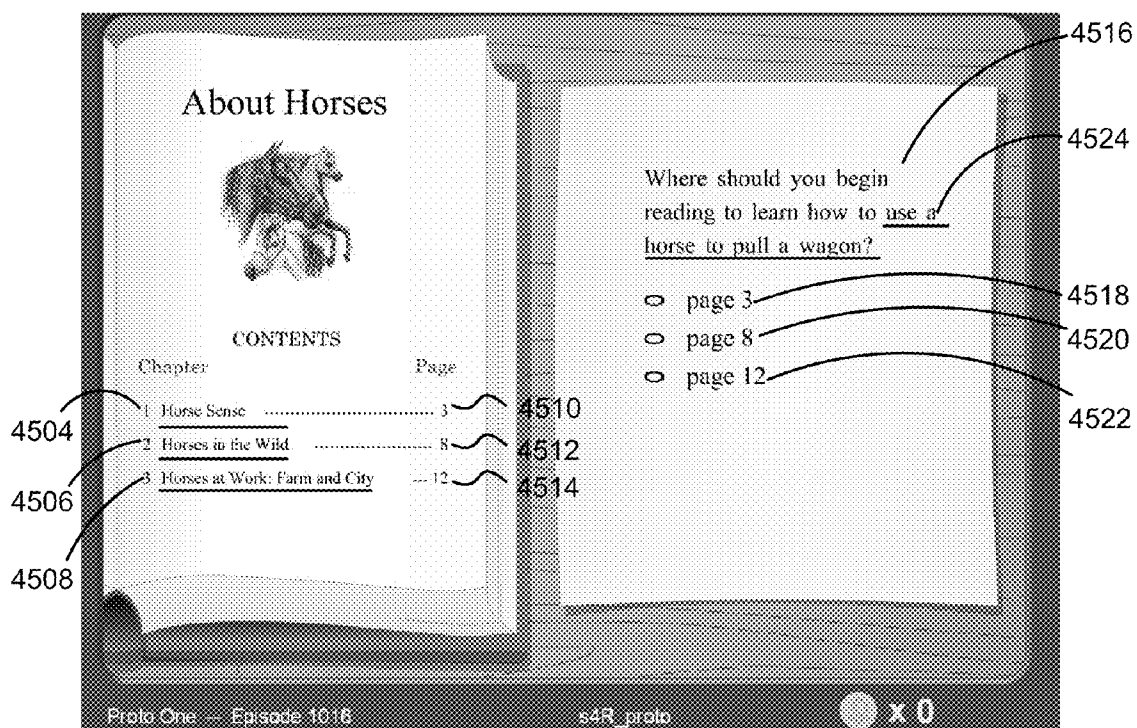 About Horses
CONTENTS
Chapter Page
1 Horse Sense ........................................ 3
2 Horses in the Wild ........................ 8
3 Horses at Work: Farm and City ... 12
4504
4506
4508
4510
4512
4514
Where should you begin
reading to learn how to use a
horse to pull a wagon?
page 3
page 8
page 12
4516
4524
4518
4520
4522
Proto One -- Episode 1016
s4R_proto
x 0